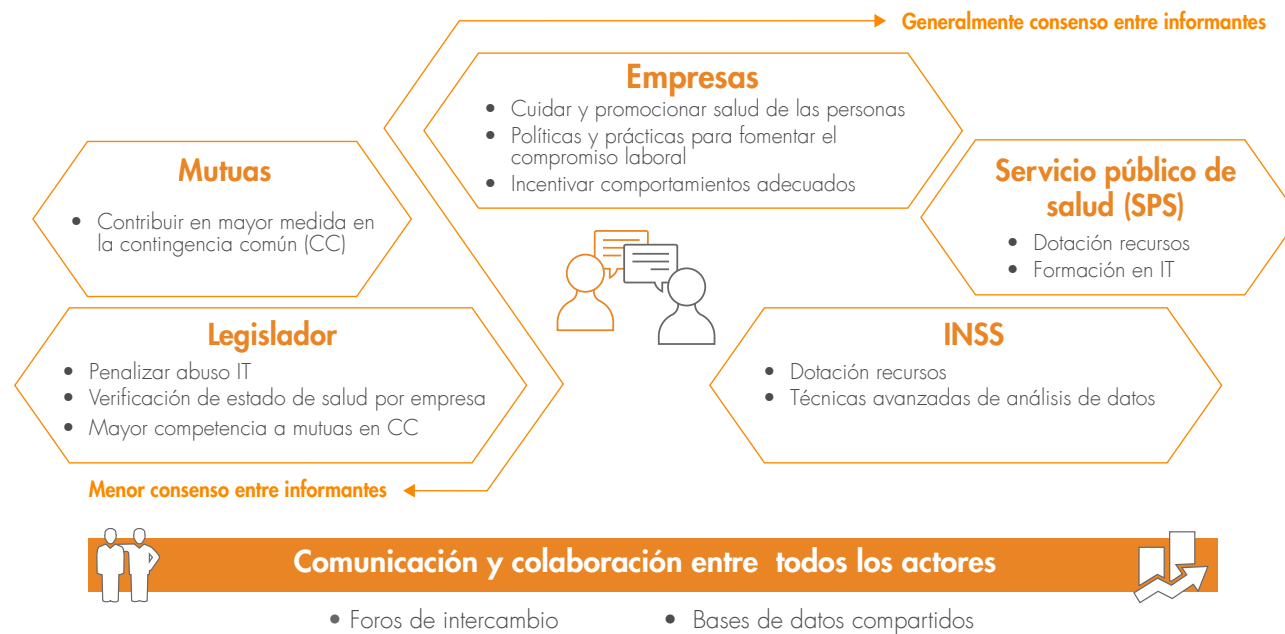 Generalmente consenso entre informantes
Empresas
• Cuidar y promocionar salud de las personas
• Políticas y prácticas para fomentar el
compromiso laboral
• Incentivar comportamientos adecuados
Mutuas
• Contribuir en mayor medida en
la contingencia común (CC)
Servicio público de
salud (SPS)
• Dotación recursos
• Formación en IT
Legislador
• Penalizar abuso IT
• Verificación de estado de salud por empresa
• Mayor competencia a mutuas en CC
INSS
• Dotación recursos
• Técnicas avanzadas de análisis de datos
Menor consenso entre informantes
Comunicación y colaboración entre todos los actores
• Foros de intercambio
• Bases de datos compartidos